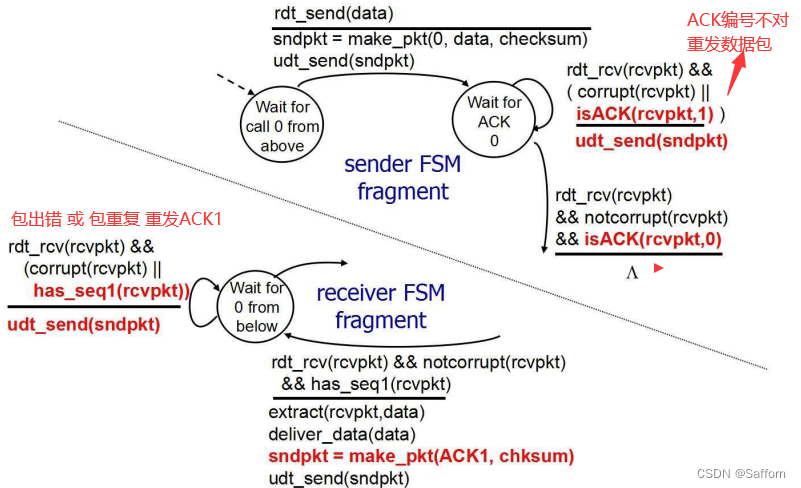 rdt_send(data)
sndpkt = make_pkt(0, data, checksum)
udt_send(sndpkt)
ACK编号不对
重发数据包
Wait for
call 0 from
above
Wait for
ACK
0
rdt_rcv(rcvpkt) &&
( corrupt(rcvpkt) ||
isACK(rcvpkt,1) )
udt_send(sndpkt)
sender FSM
fragment
rdt_rcv(rcvpkt)
&& notcorrupt(rcvpkt)
&& isACK(rcvpkt,0)
Λ
包出错 或 包重复 重发ACK1
rdt_rcv(rcvpkt) &&
(corrupt(rcvpkt) ||
has_seq1(rcvpkt))
udt_send(sndpkt)
Wait for
0 from
below
receiver FSM
fragment
rdt_rcv(rcvpkt) && notcorrupt(rcvpkt)
&& has_seq1(rcvpkt)
extract(rcvpkt,data)
deliver_data(data)
sndpkt = make_pkt(ACK1, chksum)
udt_send(sndpkt)
CSDN @Safforn